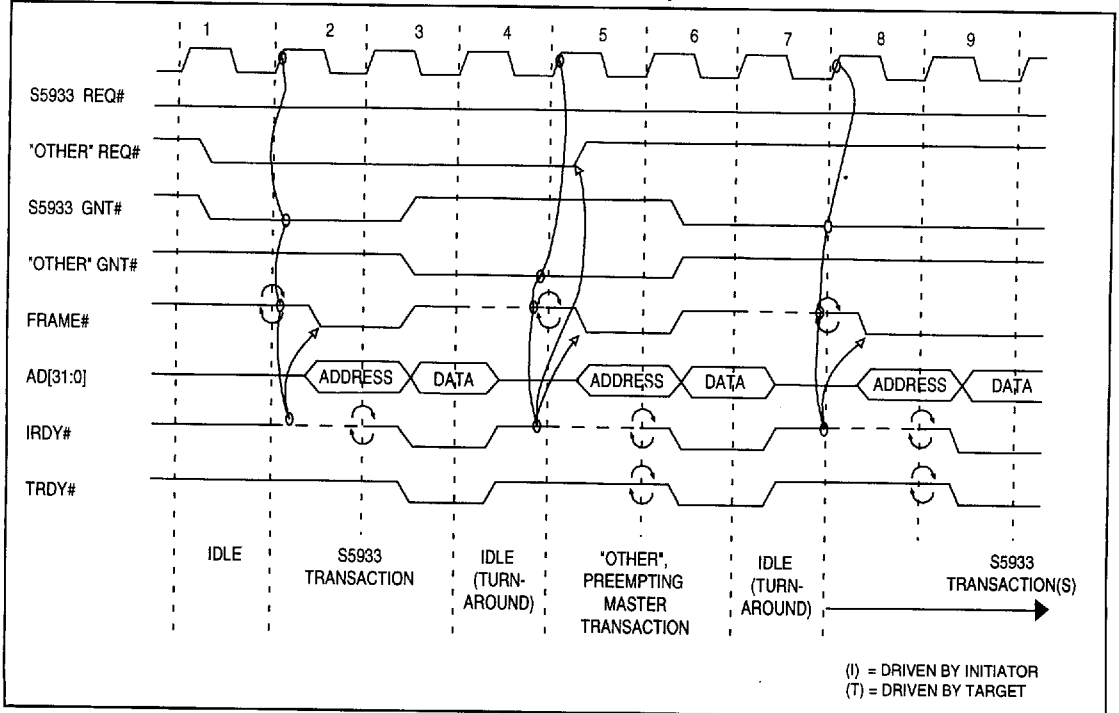 1 2 3 4 5 6 7 8 9
S5933 REQ#
"OTHER" REQ#
S5933 GNT#
"OTHER" GNT#
FRAME#
AD[31:0] ADDRESS DATA ADDRESS DATA ADDRESS DATA
IRDY#
TRDY#
IDLE
S5933
TRANSACTION
IDLE
(TURN-
AROUND)
"OTHER",
PREEMPTING
MASTER
TRANSACTION
IDLE
(TURN-
AROUND)
S5933
TRANSACTION(S)
(I) = DRIVEN BY INITIATOR
(T) = DRIVEN BY TARGET